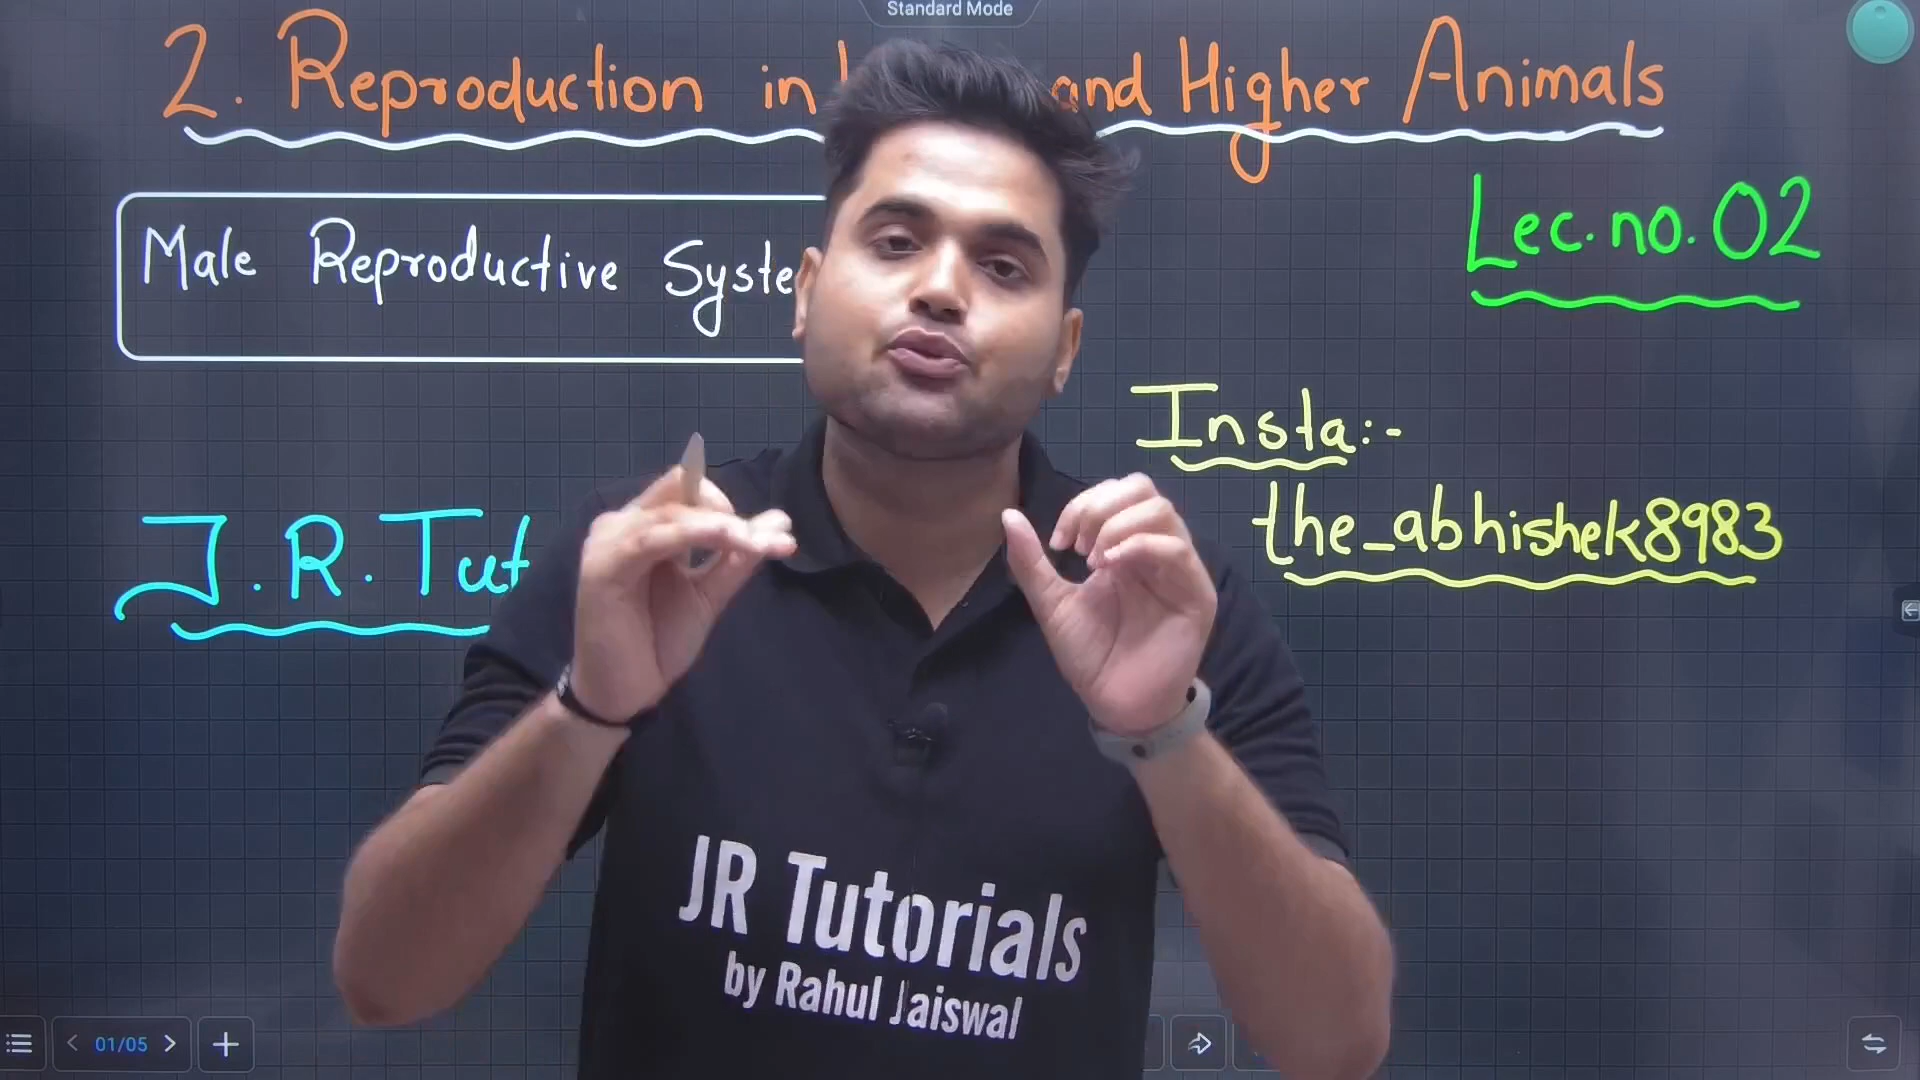 Standard Mode
2. Reproduction in and Higher Animals
Male Reproductive Syste
Lec. no. 02
Insta:-
the_abhishek8983
J.R. Tut
JR Tutorials
by Rahul Jaiswal
01/05